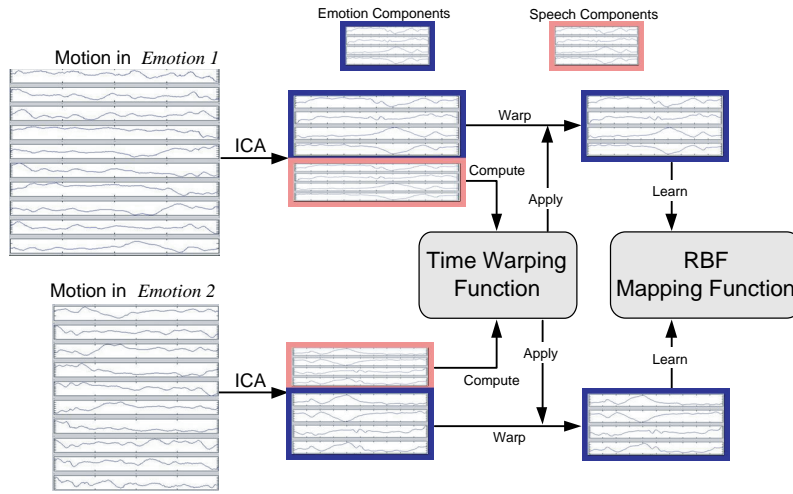 Emotion Components
Speech Components
Motion in Emotion 1
ICA
Warp
Compute
Apply
Learn
Time Warping
Function
RBF
Mapping Function
Motion in Emotion 2
ICA
Compute
Apply
Learn
Warp